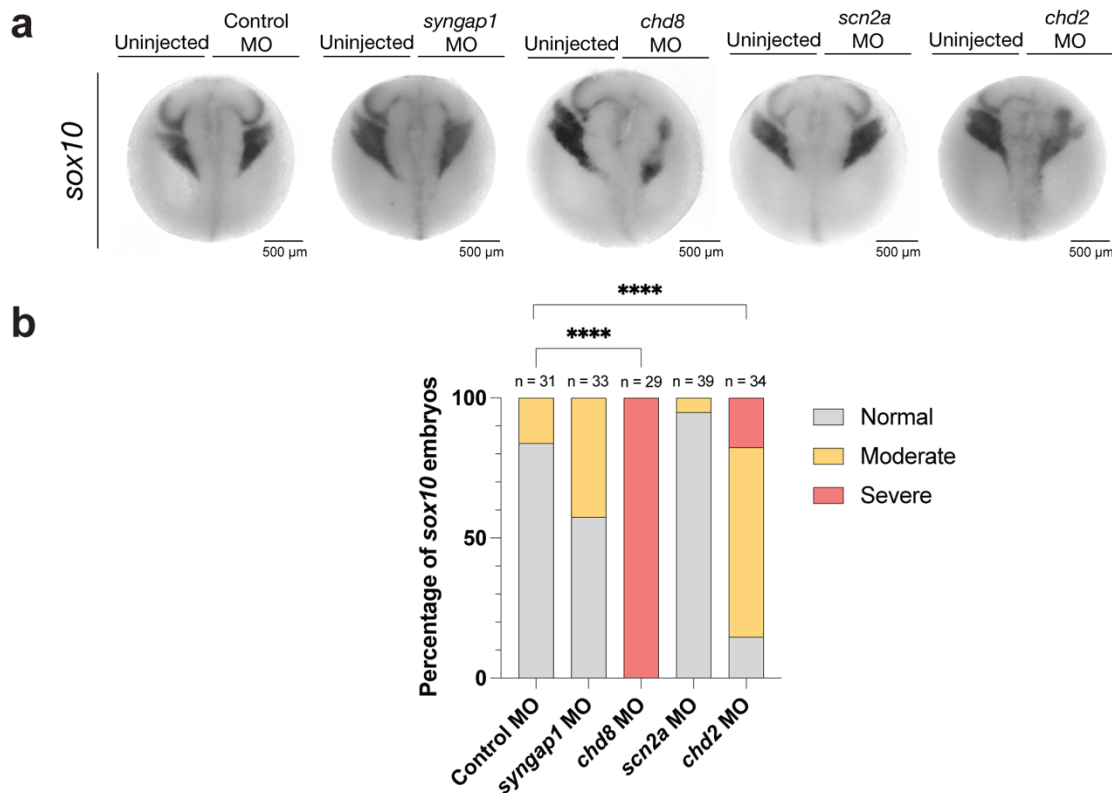 a
Uninjected Control MO
Uninjected syngap1 MO
Uninjected chd8 MO
Uninjected scn2a MO
Uninjected chd2 MO
sox10
500 µm
500 µm
500 µm
500 µm
500 µm
b
****
****
n = 31 n = 33 n = 29 n = 39 n = 34
Percentage of sox10 embryos
100
50
0
Control MO
syngap1 MO
chd8 MO
scn2a MO
chd2 MO
Normal
Moderate
Severe